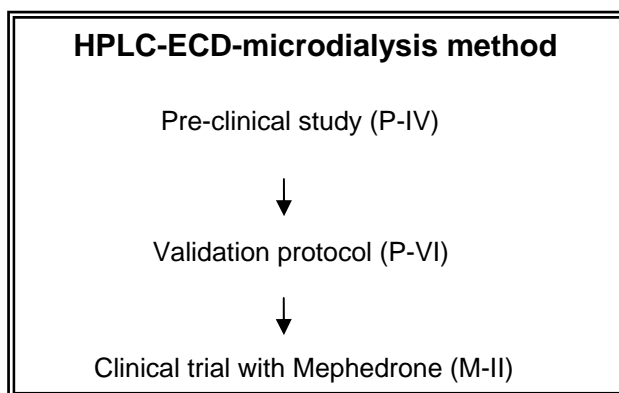 HPLC-ECD-microdialysis method
Pre-clinical study (P-IV)
Validation protocol (P-VI)
Clinical trial with Mephedrone (M-II)